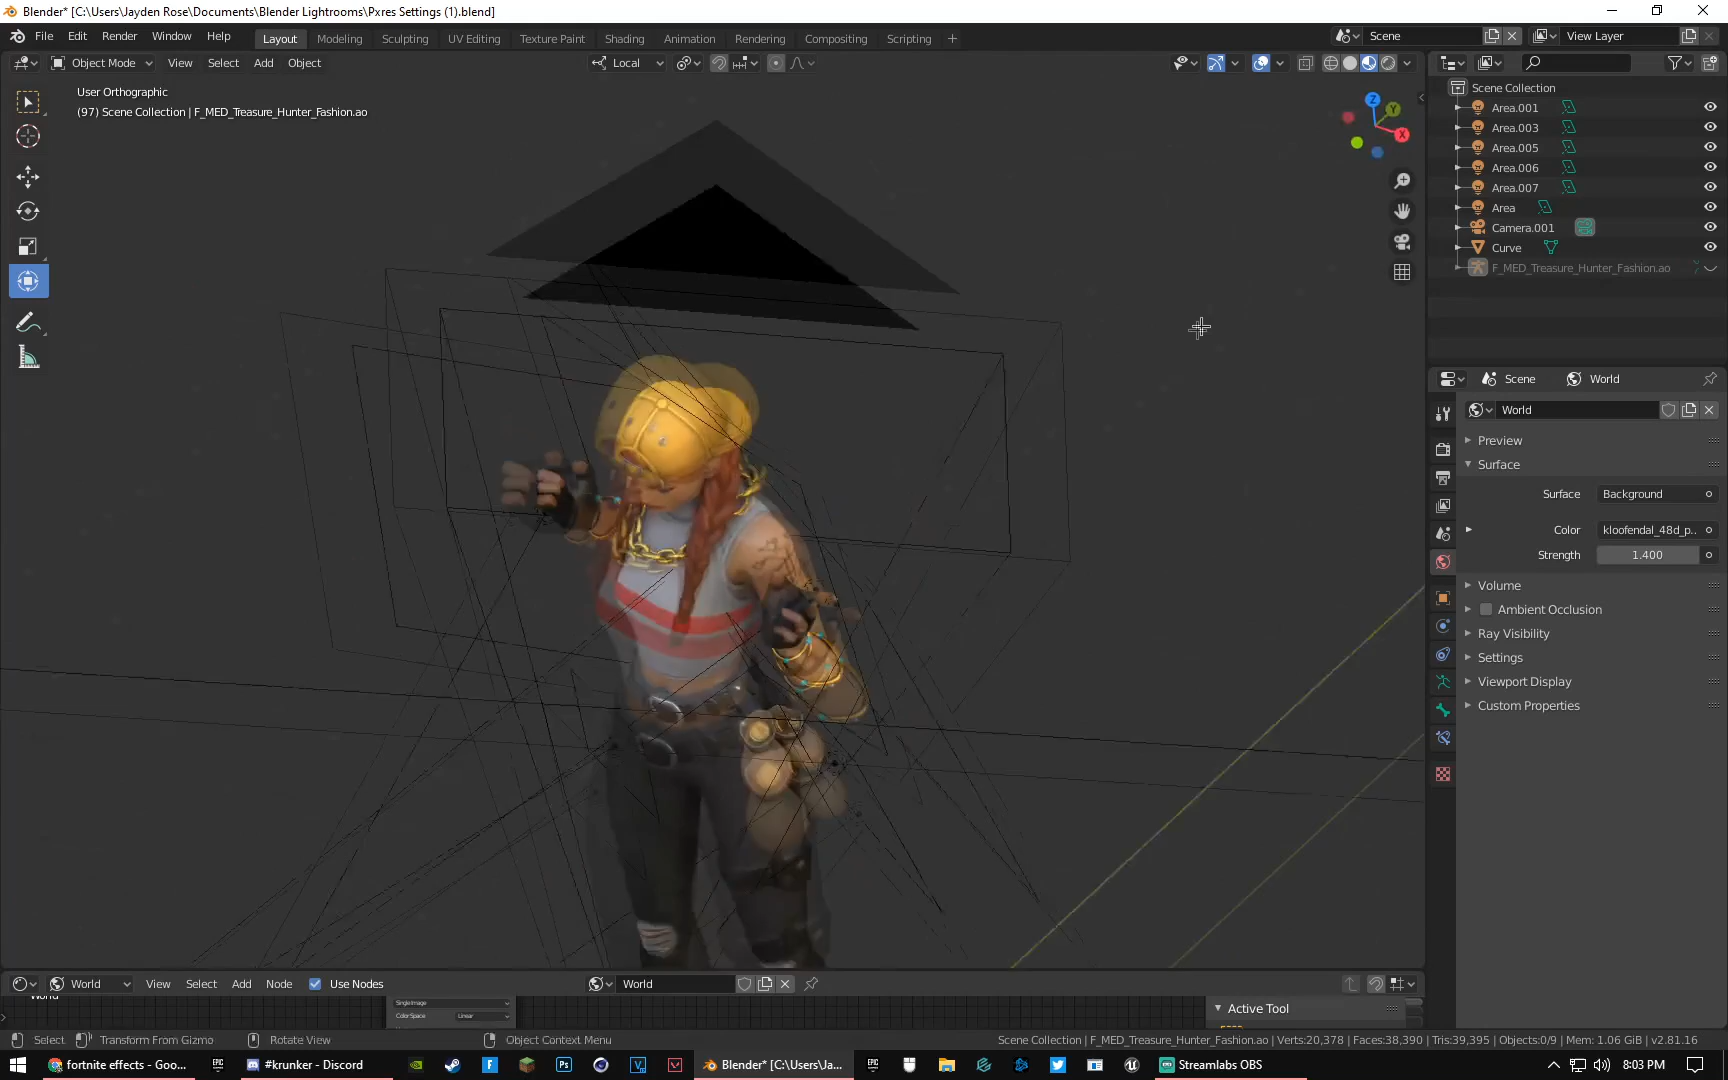 Blender* [C:\Users\Jayden Rose\Documents\Blender Lightrooms\Pxres Settings (1).blend]
File Edit Render Window Help Layout Modeling Sculpting UV Editing Texture Paint Shading Animation Rendering Compositing Scripting Scene View Layer
Object Mode View Select Add Object Local
User Orthographic
(97) Scene Collection | F_MED_Treasure_Hunter_Fashion.ao
X
Y
Z
Scene Collection
Area.001
Area.003
Area.005
Area.006
Area.007
Area
Camera.001
Curve
F_MED_Treasure_Hunter_Fashion.ao
Scene World
World
Preview
Surface
Surface Background
Color kloofendal_48d_p..
Strength 1.400
Volume
Ambient Occlusion
Ray Visibility
Settings
Viewport Display
Custom Properties
World View Select Add Node Use Nodes World
World
Single Image
Color Space Linear
Active Tool
Select Transform From Gizmo Rotate View Object Context Menu Scene Collection | F_MED_Treasure_Hunter_Fashion.ao | Verts:20,378 | Faces:38,390 | Tris:39,395 | Objects:0/9 | Mem: 1.06 GiB | v2.81.16
fortnite effects - Goo... #krunker - Discord Blender* [C:\Users\Ja... Streamlabs OBS 8:03 PM